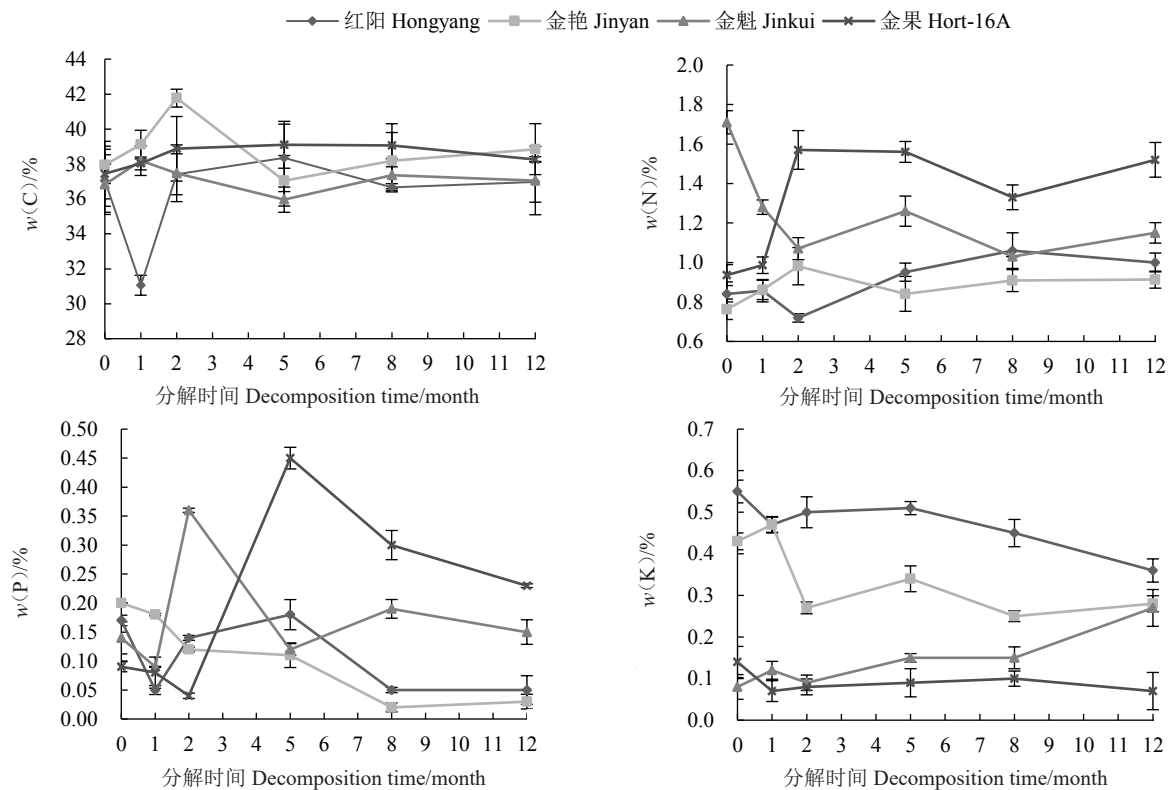 红阳 Hongyang 金艳 Jinyan 金魁 Jinkui 金果 Hort-16A
w(C)/%
44
42
40
38
36
34
32
30
28
0 1 2 3 4 5 6 7 8 9 10 11 12
分解时间 Decomposition time/month
w(N)/%
2.0
1.8
1.6
1.4
1.2
1.0
0.8
0.6
0 1 2 3 4 5 6 7 8 9 10 11 12
分解时间 Decomposition time/month
w(P)/%
0.50
0.45
0.40
0.35
0.30
0.25
0.20
0.15
0.10
0.05
0.00
0 1 2 3 4 5 6 7 8 9 10 11 12
分解时间 Decomposition time/month
w(K)/%
0.7
0.6
0.5
0.4
0.3
0.2
0.1
0.0
0 1 2 3 4 5 6 7 8 9 10 11 12
分解时间 Decomposition time/month